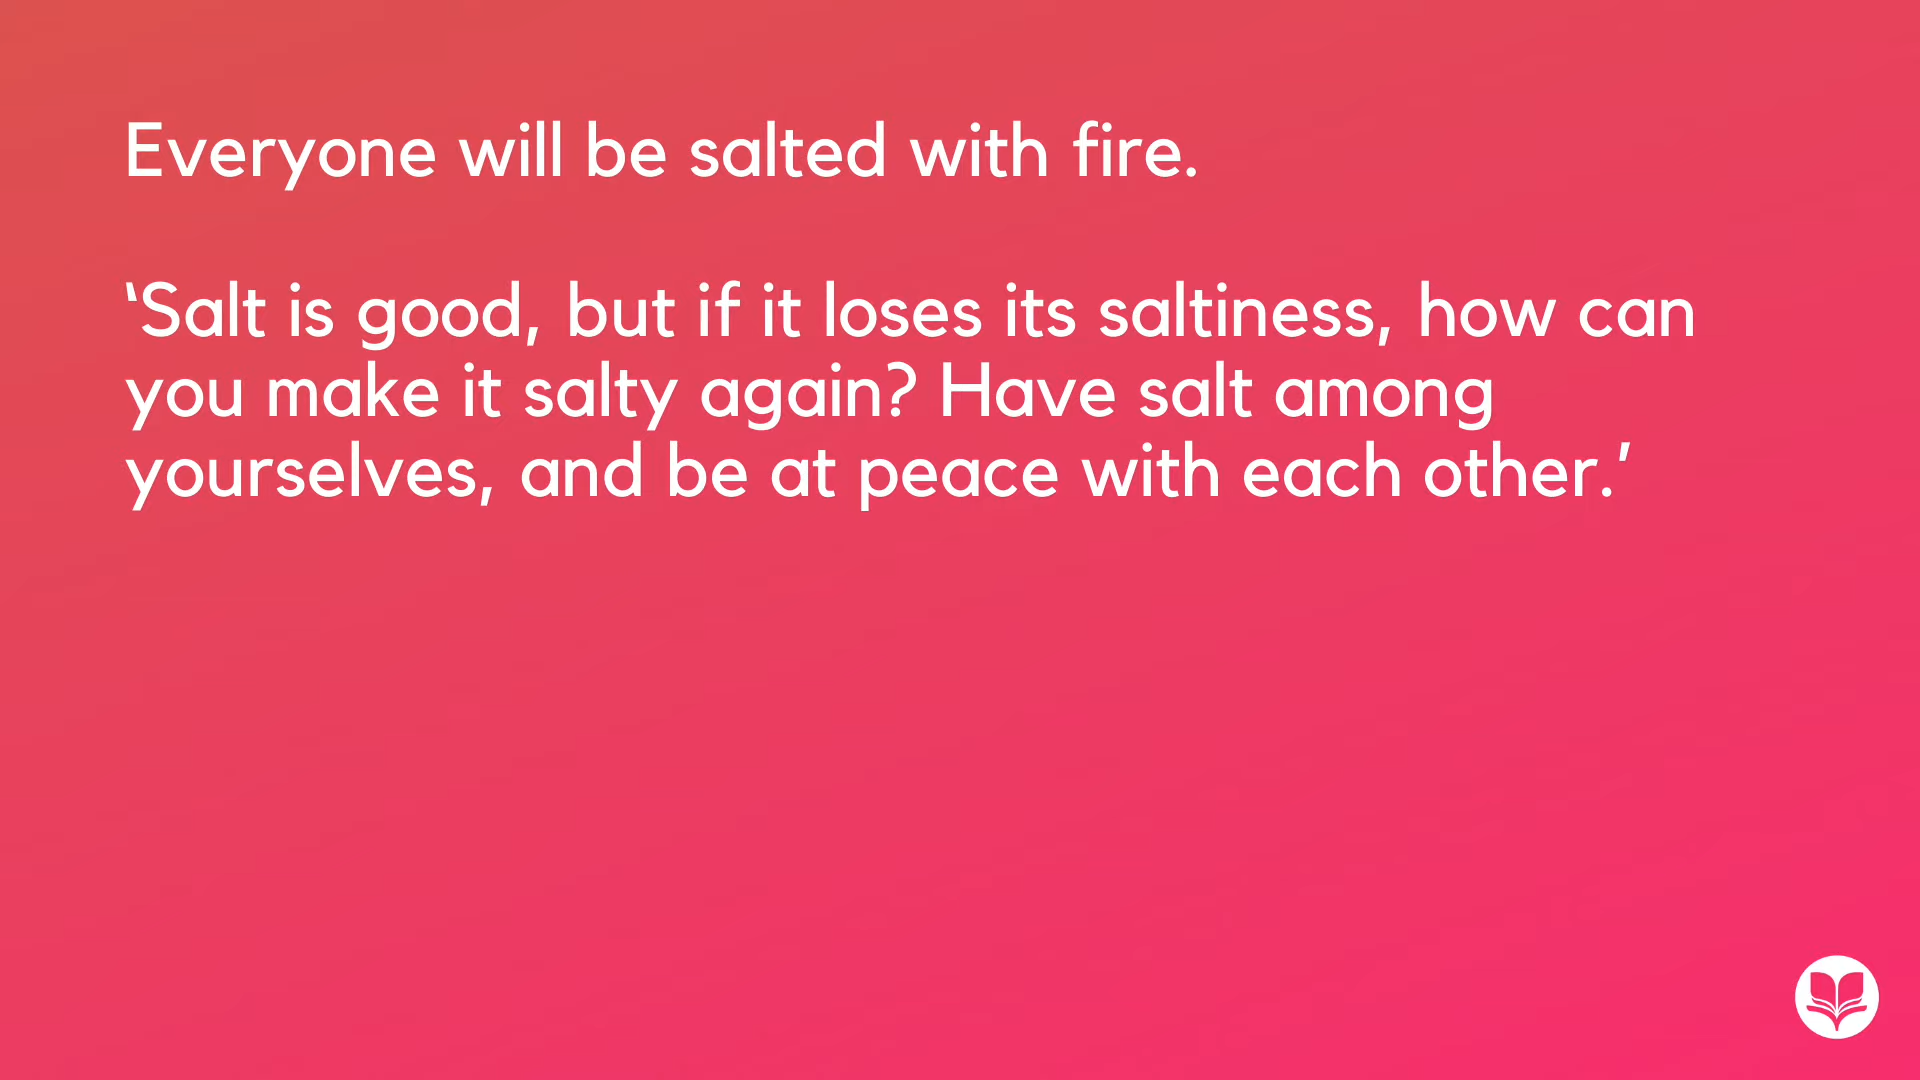 Everyone will be salted with fire.
‘Salt is good, but if it loses its saltiness, how can
you make it salty again? Have salt among
yourselves, and be at peace with each other.’